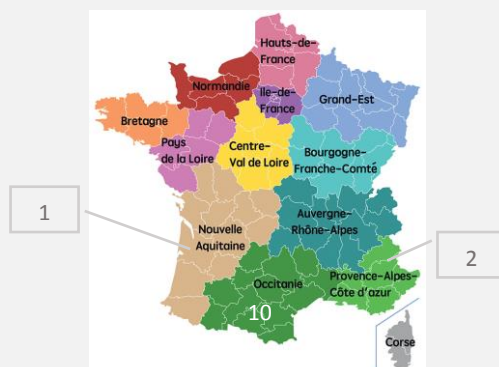 Hauts-de-
France
Normandie
Ile-de-
France
Grand-Est
Bretagne
Pays
de la Loire
Centre-
Val de Loire
Bourgogne-
Franche-Comté
1
Nouvelle
Aquitaine
Auvergne-
Rhône-Alpes
2
Occitanie
Provence-Alpes-
Côte d'azur
10
Corse